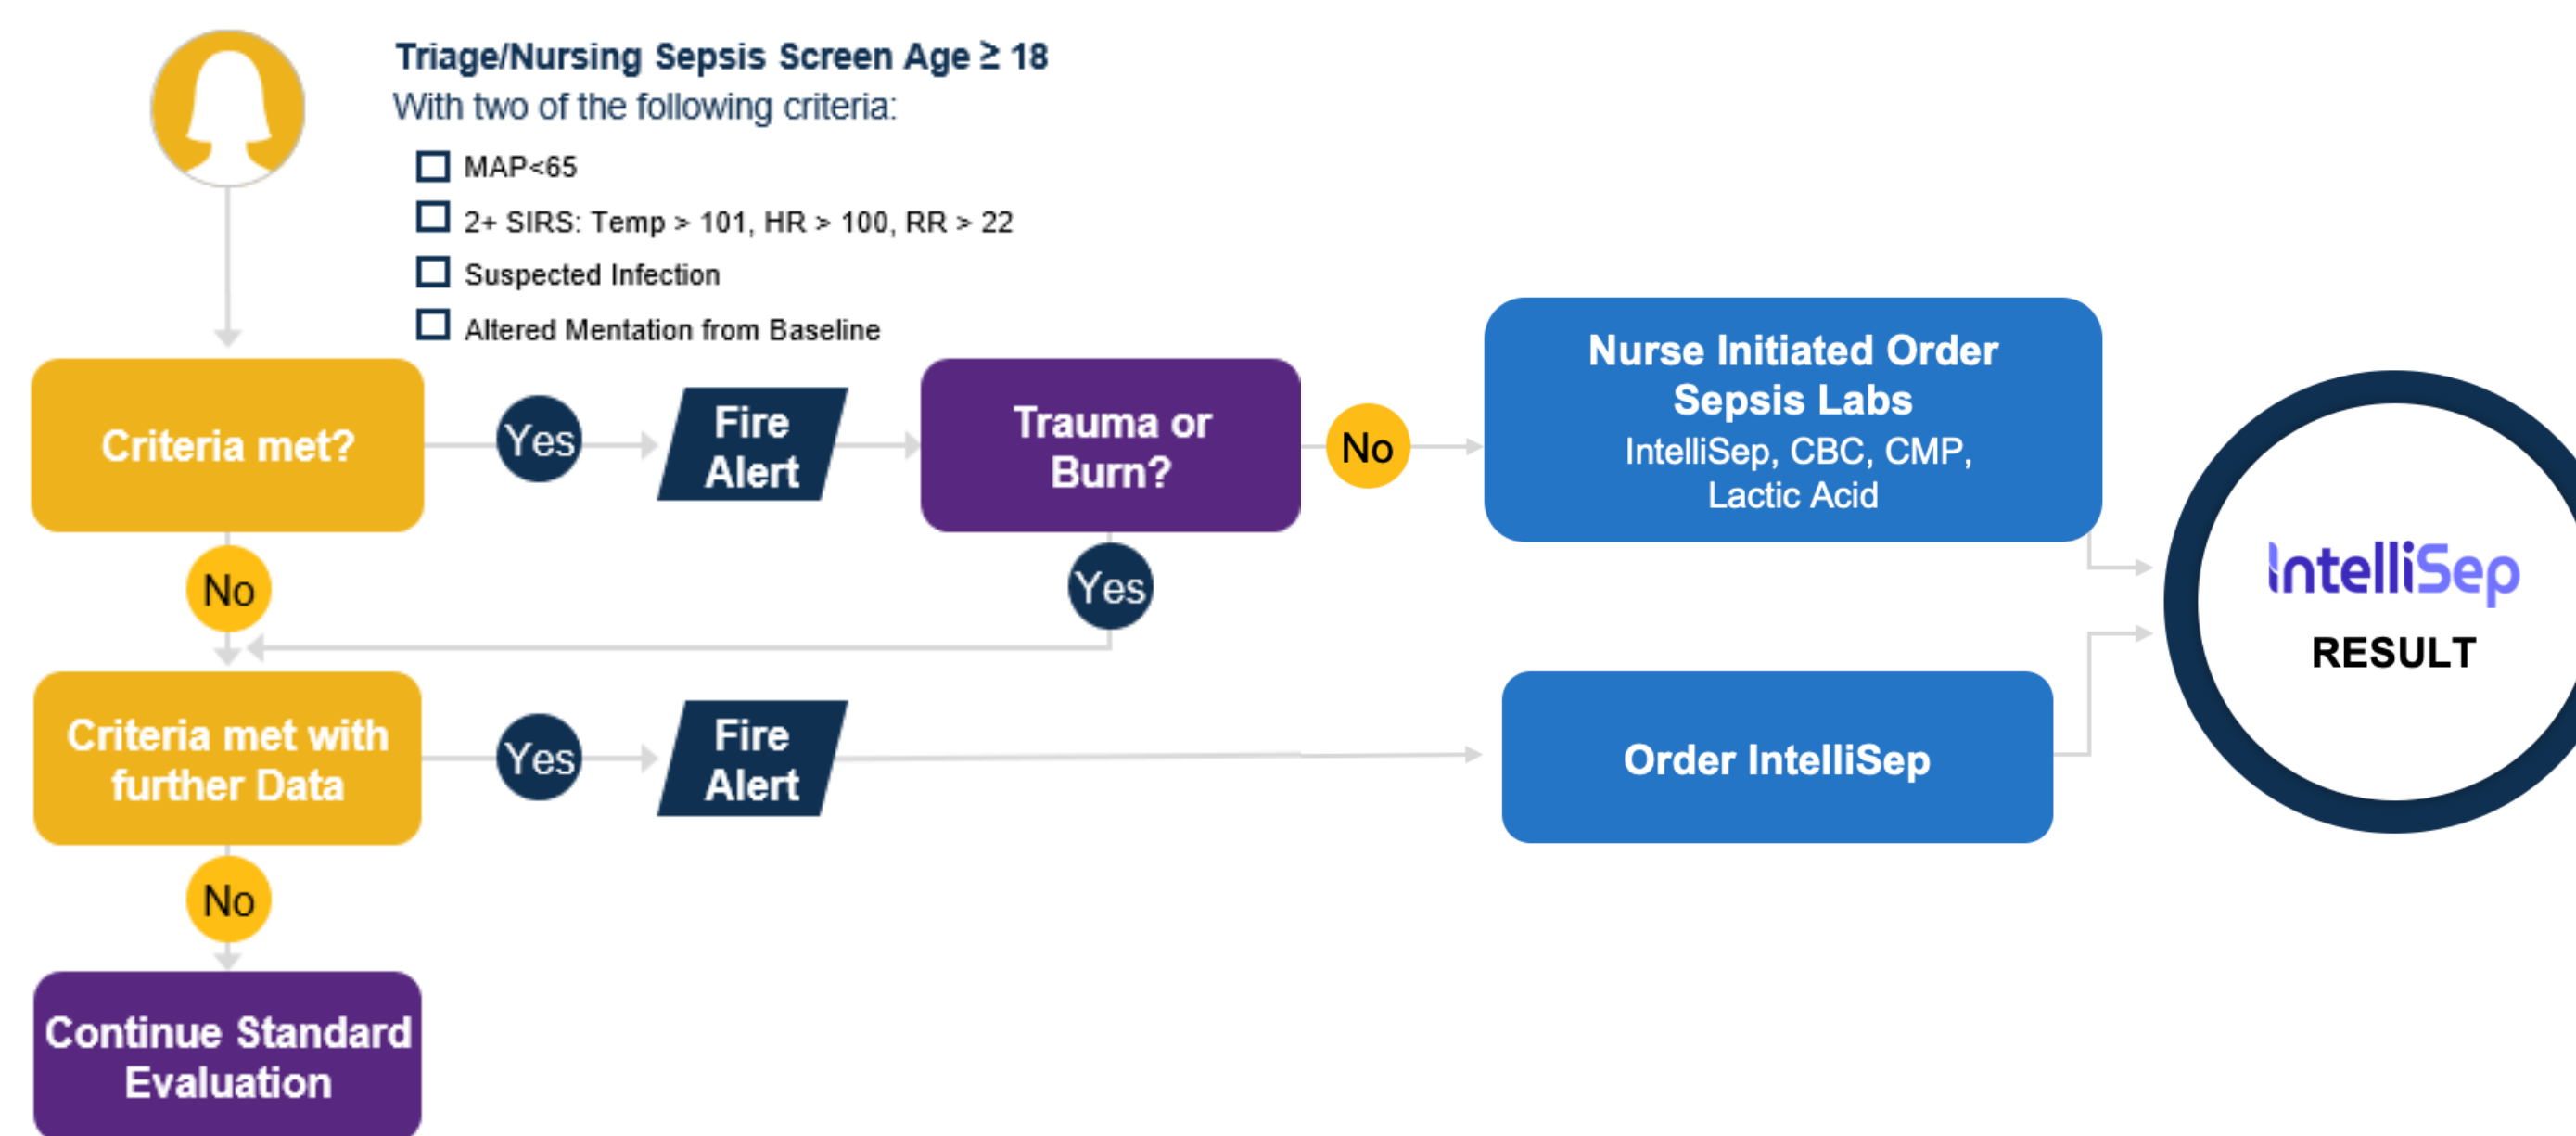 Triage/Nursing Sepsis Screen Age ≥ 18
With two of the following criteria:
MAP<65
2+ SIRS: Temp > 101, HR > 100, RR > 22
Suspected Infection
Altered Mentation from Baseline
Criteria met?
Yes
Fire
Alert
Trauma or
Burn?
No
Nurse Initiated Order
Sepsis Labs
IntelliSep, CBC, CMP,
Lactic Acid
No
Yes
IntelliSep
RESULT
Criteria met with
further Data
Yes
Fire
Alert
Order IntelliSep
No
Continue Standard
Evaluation